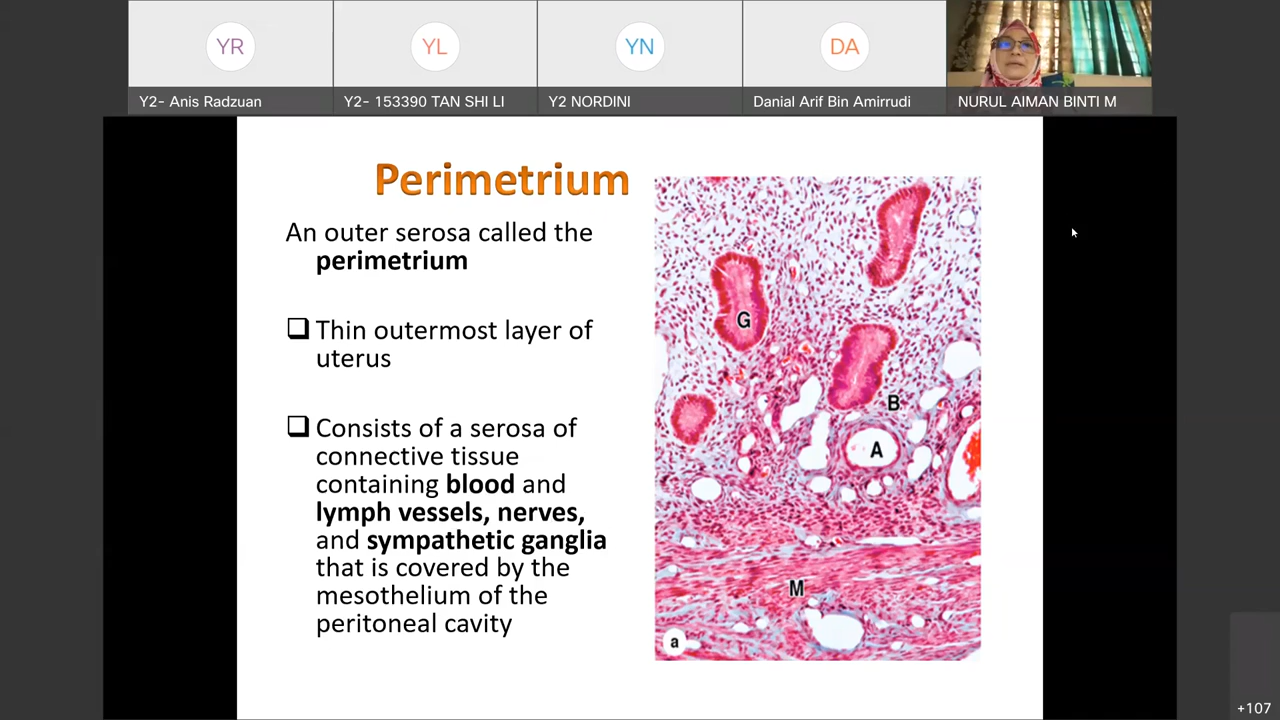 YR
YL
YN
DA
Y2- Anis Radzuan
Y2- 153390 TAN SHI LI
Y2 NORDINI
Danial Arif Bin Amirrudi
NURUL AIMAN BINTI M
Perimetrium
An outer serosa called the
perimetrium
Thin outermost layer of
uterus
Consists of a serosa of
connective tissue
containing blood and
lymph vessels, nerves,
and sympathetic ganglia
that is covered by the
mesothelium of the
peritoneal cavity
G
B
A
M
a
+107